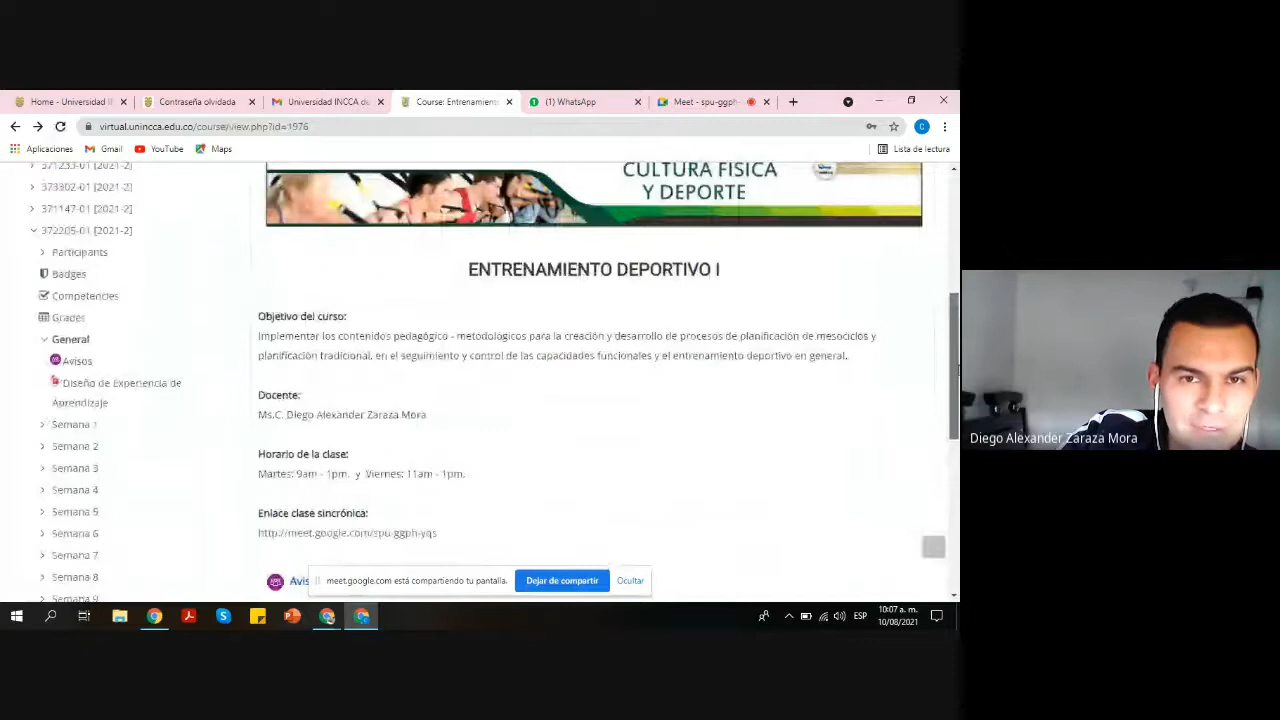 Home - Universidad I
Contraseña olvidada
Universidad INCCA de
Course: Entrenamiento
(1) WhatsApp
Meet - spu-ggph-
virtual.unincca.edu.co/course/view.php?id=1976
C
Aplicaciones
Gmail
YouTube
Maps
Lista de lectura
371233-01 [2021-2]
373302-01 [2021-2]
371147-01 [2021-2]
372205-01 [2021-2]
Participants
Badges
Competencies
Grades
General
Avisos
Diseño de Experiencia de
Aprendizaje
Semana 1
Semana 2
Semana 3
Semana 4
Semana 5
Semana 6
Semana 7
Semana 8
Semana 9
CULTURA FISICA
Y DEPORTE
ENTRENAMIENTO DEPORTIVO I
Objetivo del curso:
Implementar los contenidos pedagógico - metodológicos para la creación y desarrollo de procesos de planificación de mesociclos y
planificación tradicional, en el seguimiento y control de las capacidades funcionales y el entrenamiento deportivo en general.
Docente:
Ms.C. Diego Alexander Zaraza Mora
Horario de la clase:
Martes: 9am - 1pm. y Viernes: 11am - 1pm.
Enlace clase sincrónica:
http://meet.google.com/spu-ggph-yqs
Avis
meet.google.com está compartiendo tu pantalla.
Dejar de compartir
Ocultar
ESP
10:07 a. m.
10/08/2021
Diego Alexander Zaraza Mora